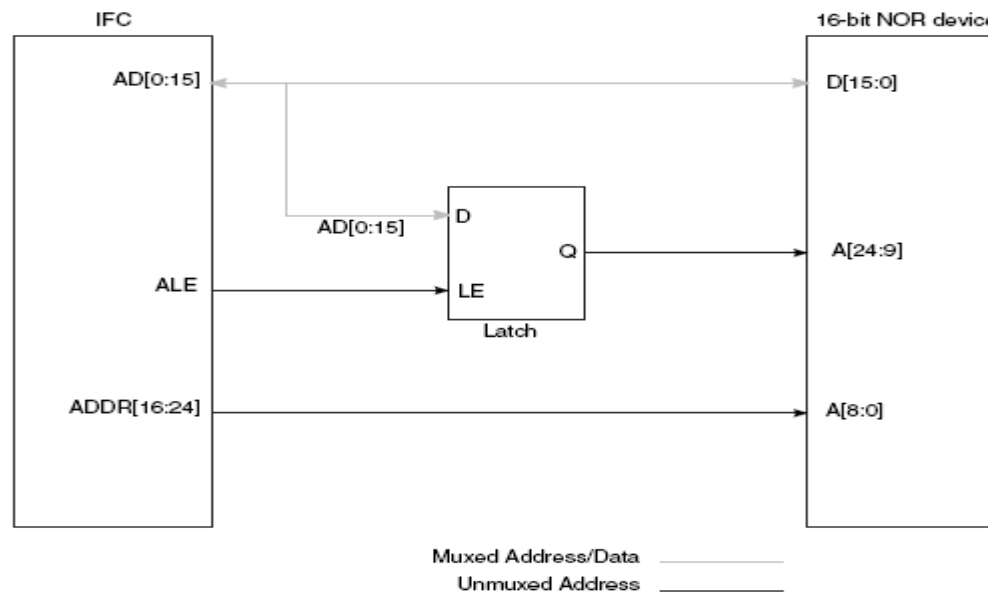 IFC
16-bit NOR device
AD[0:15]
D[15:0]
AD[0:15]
D
Q
A[24:9]
ALE
LE
Latch
ADDR[16:24]
A[8:0]
Muxed Address/Data
Unmuxed Address